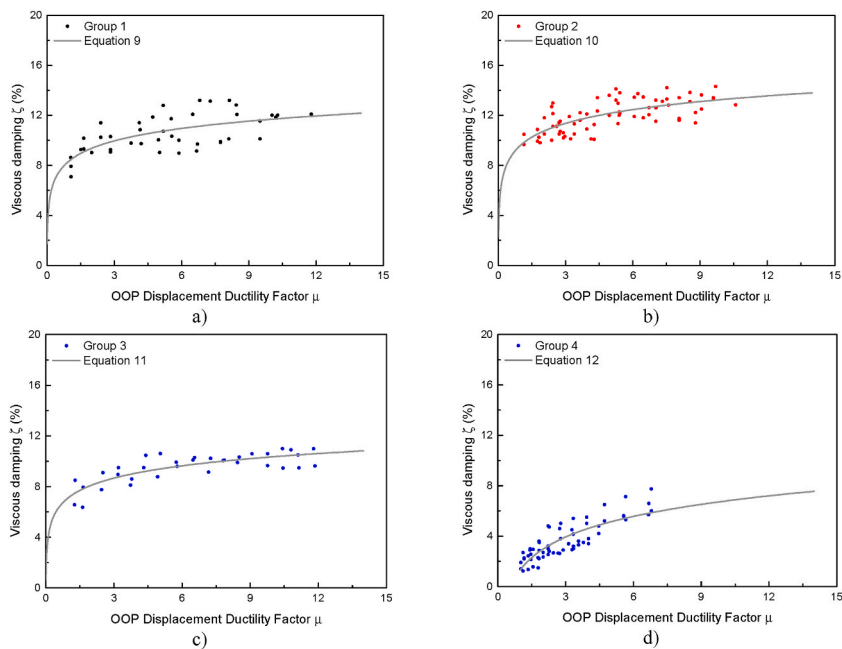 20
16
12
8
4
0
Viscous damping ζ (%)
Group 1
Equation 9
0 3 6 9 12 15
OOP Displacement Ductility Factor μ
a)
20
16
12
8
4
0
Viscous damping ζ (%)
Group 2
Equation 10
0 3 6 9 12 15
OOP Displacement Ductility Factor μ
b)
20
16
12
8
4
0
Viscous damping ζ (%)
Group 3
Equation 11
0 3 6 9 12 15
OOP Displacement Ductility Factor μ
c)
20
16
12
8
4
0
Viscous damping ζ (%)
Group 4
Equation 12
0 3 6 9 12 15
OOP Displacement Ductility Factor μ
d)